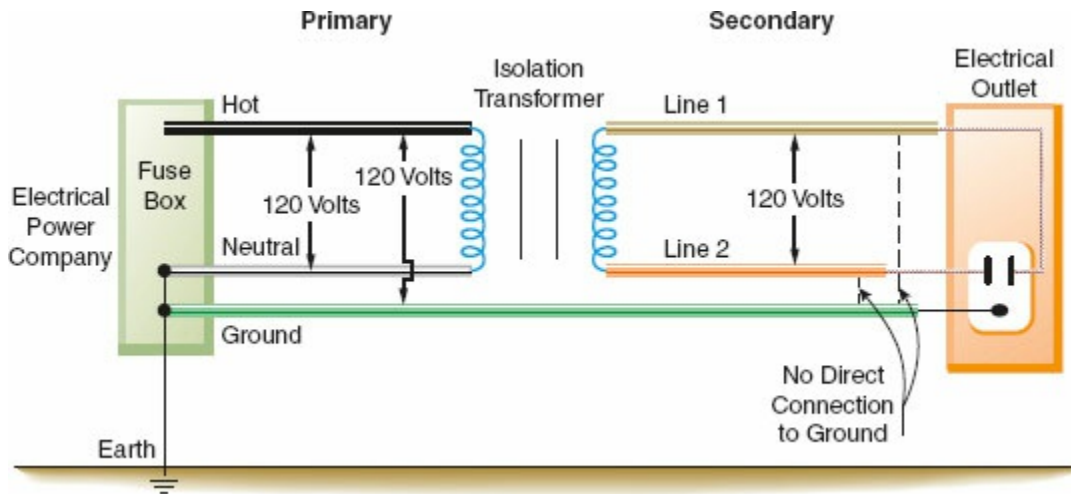 Primary
Secondary
Isolation
Transformer
Electrical
Outlet
Hot
Line 1
Fuse
Box
120 Volts
120 Volts
120 Volts
Electrical
Power
Company
Neutral
Line 2
Ground
No Direct
Connection
to Ground
Earth